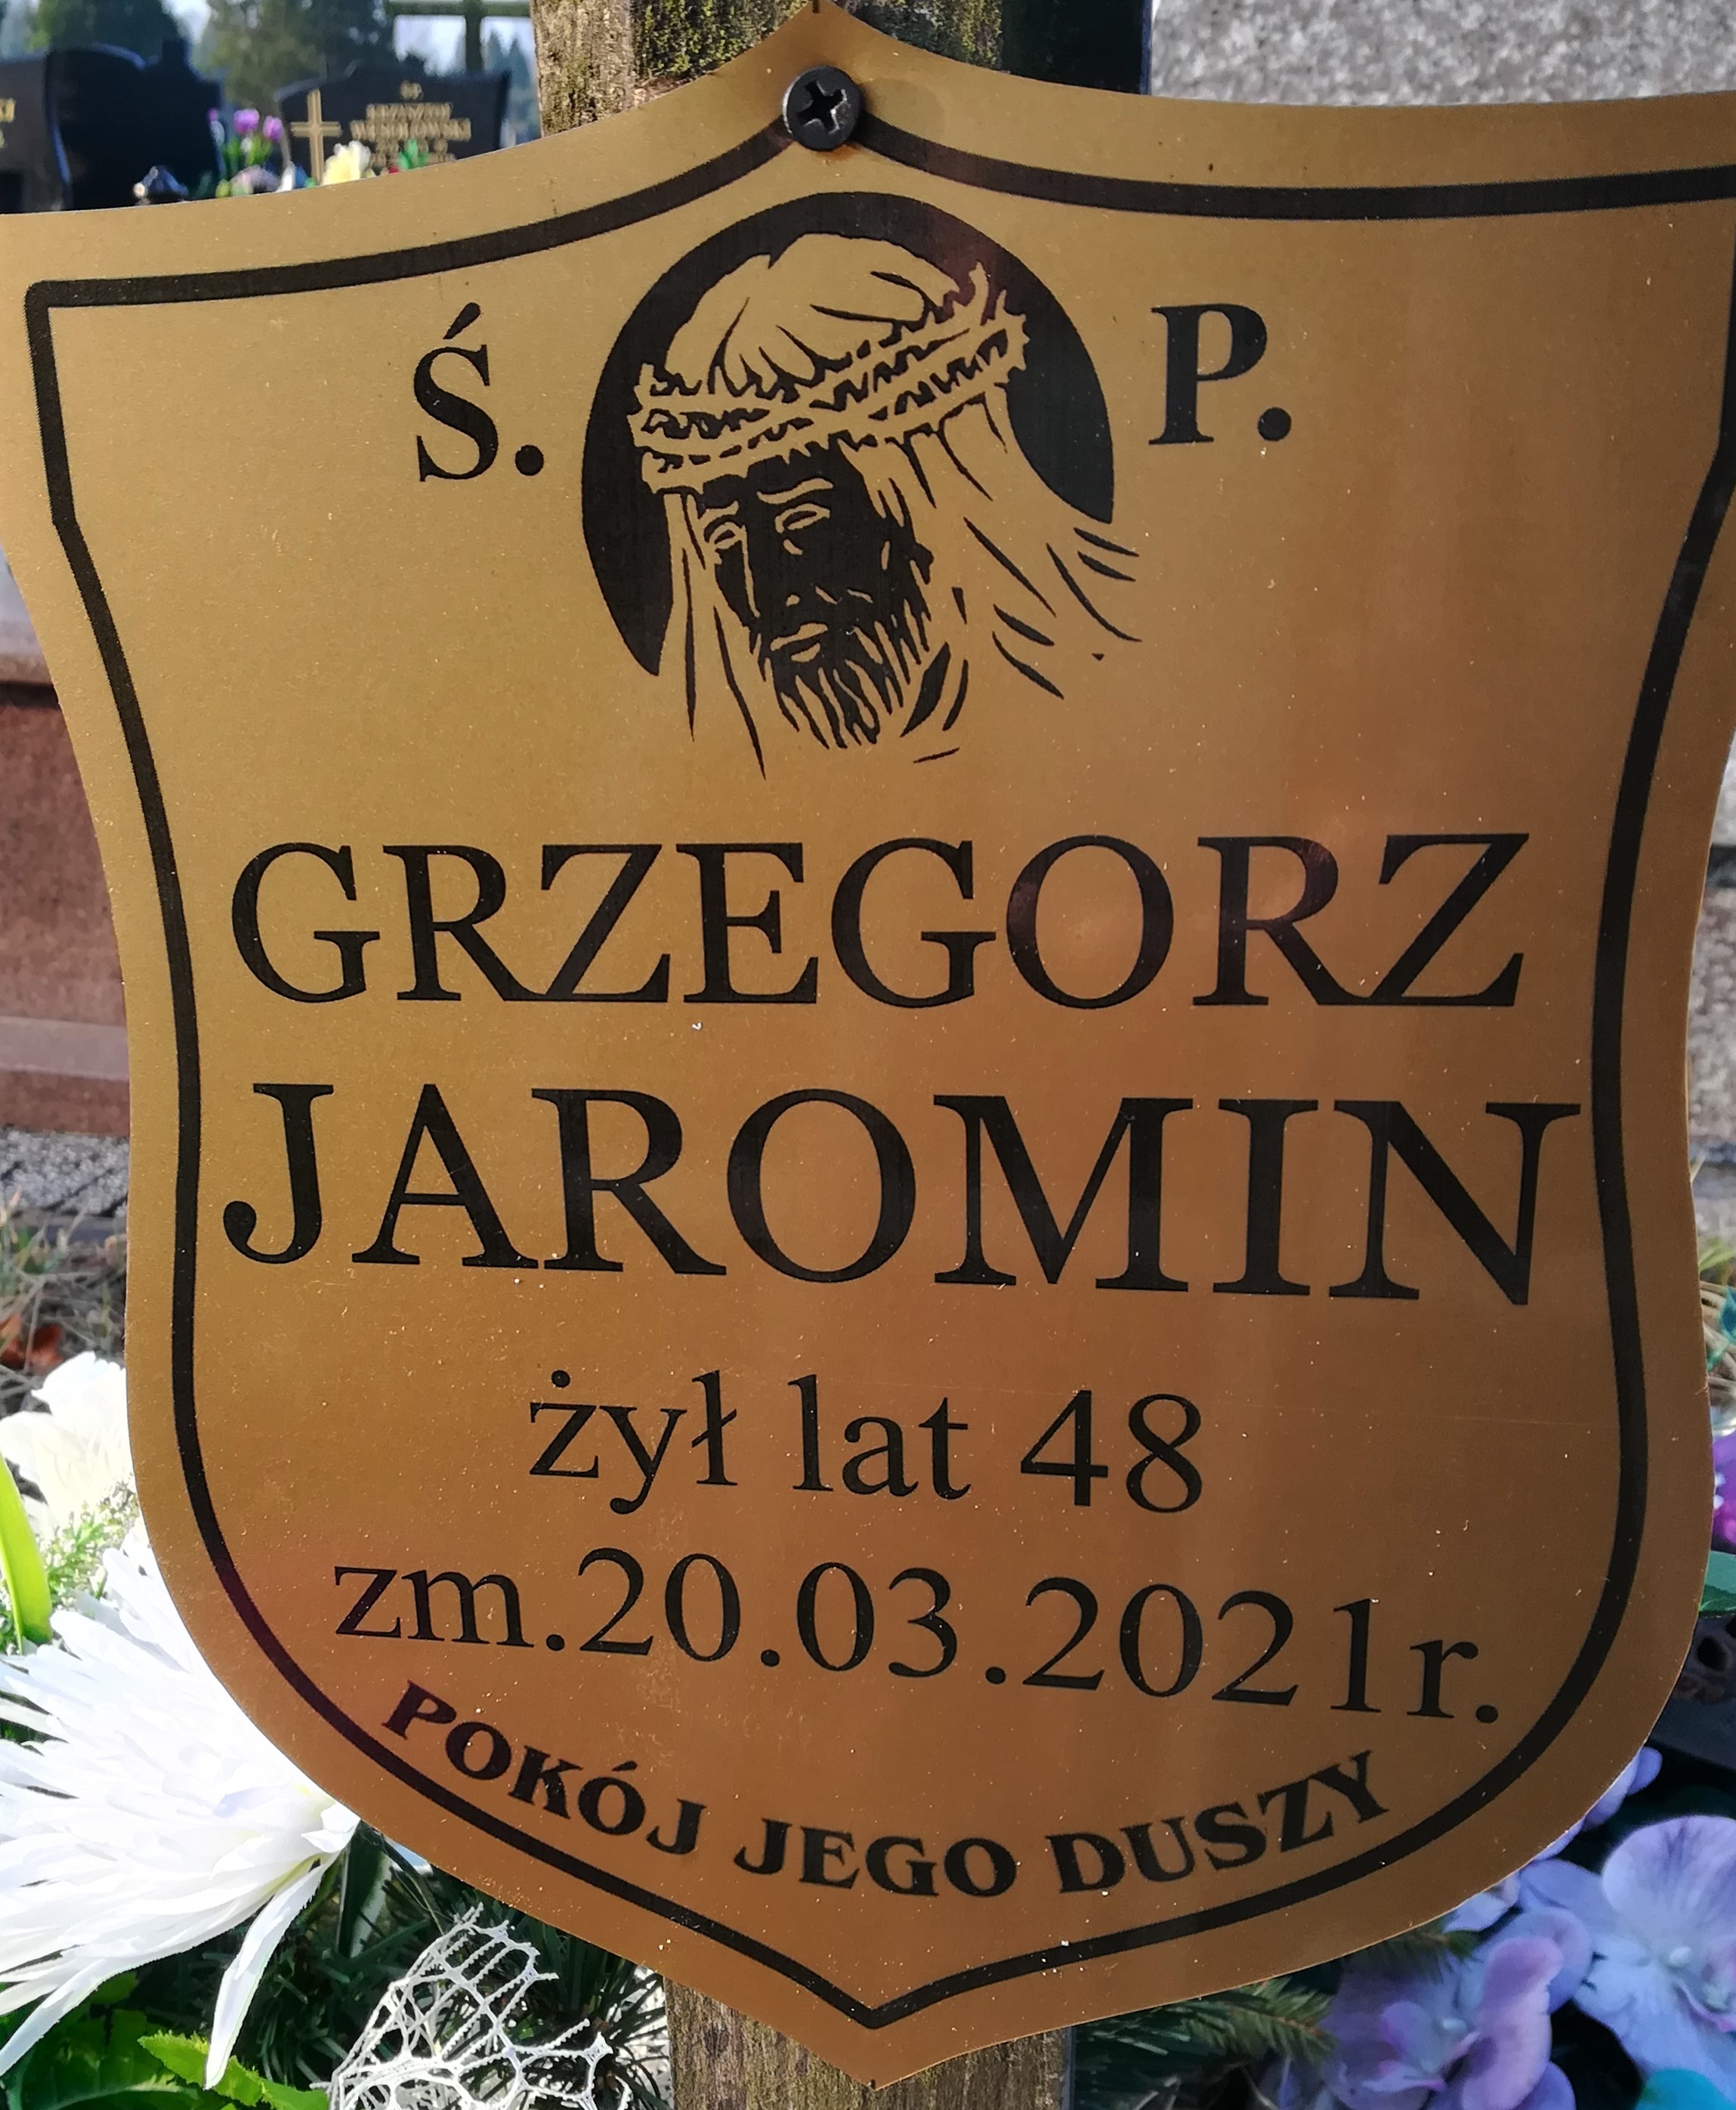 Ś. P.
GRZEGORZ
JAROMIN
żył lat 48
zm.20.03.2021r.
POKÓJ JEGO DUSZY